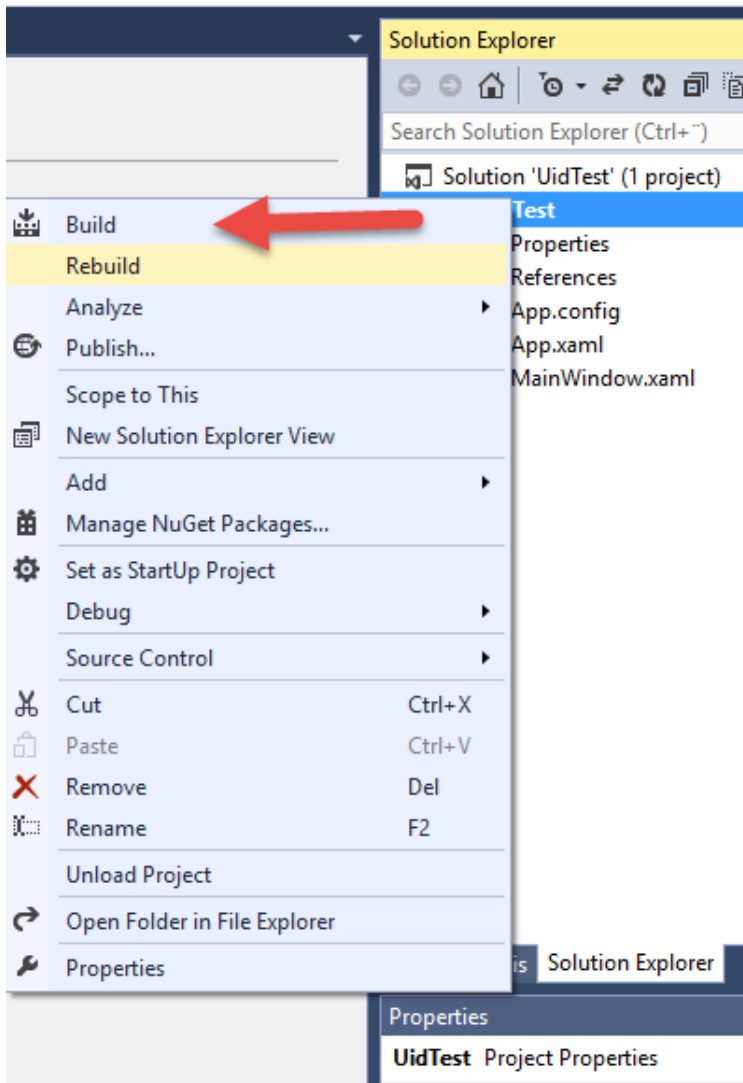 Solution Explorer
Search Solution Explorer (Ctrl+¨)
Solution 'UidTest' (1 project)
Test
Properties
References
App.config
App.xaml
MainWindow.xaml
Build
Rebuild
Analyze
Publish...
Scope to This
New Solution Explorer View
Add
Manage NuGet Packages...
Set as StartUp Project
Debug
Source Control
Cut Ctrl+X
Paste Ctrl+V
Remove Del
Rename F2
Unload Project
Open Folder in File Explorer
Properties
is Solution Explorer
Properties
UidTest Project Properties